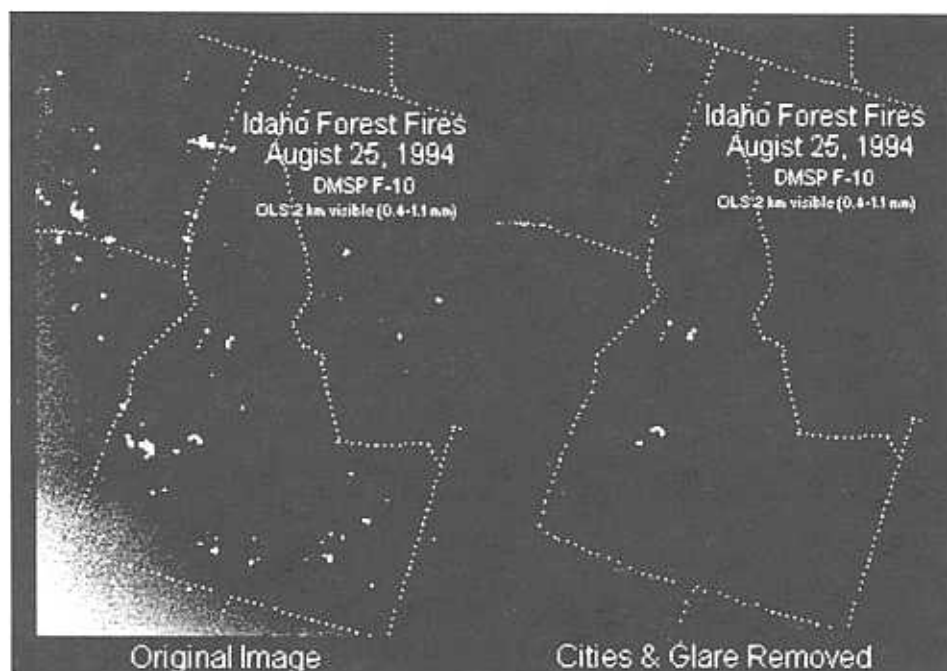 Idaho Forest Fires
Augist 25, 1994
DMSP F-10
OLS 2 km visible (0.4-1.1 nm)
Idaho Forest Fires
Augist 25, 1994
DMSP F-10
OLS 2 km visible (0.4-1.1 nm)
Original Image
Cities & Glare Removed